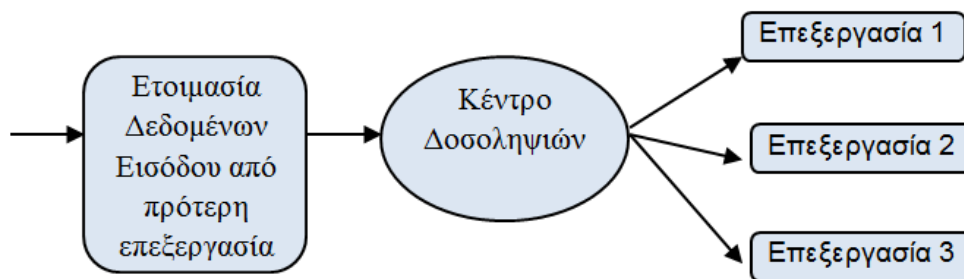 Ετοιμασία
Δεδομένων
Εισόδου από
πρότερη
επεξεργασία
Κέντρο
Δοσοληψιών
Επεξεργασία 1
Επεξεργασία 2
Επεξεργασία 3